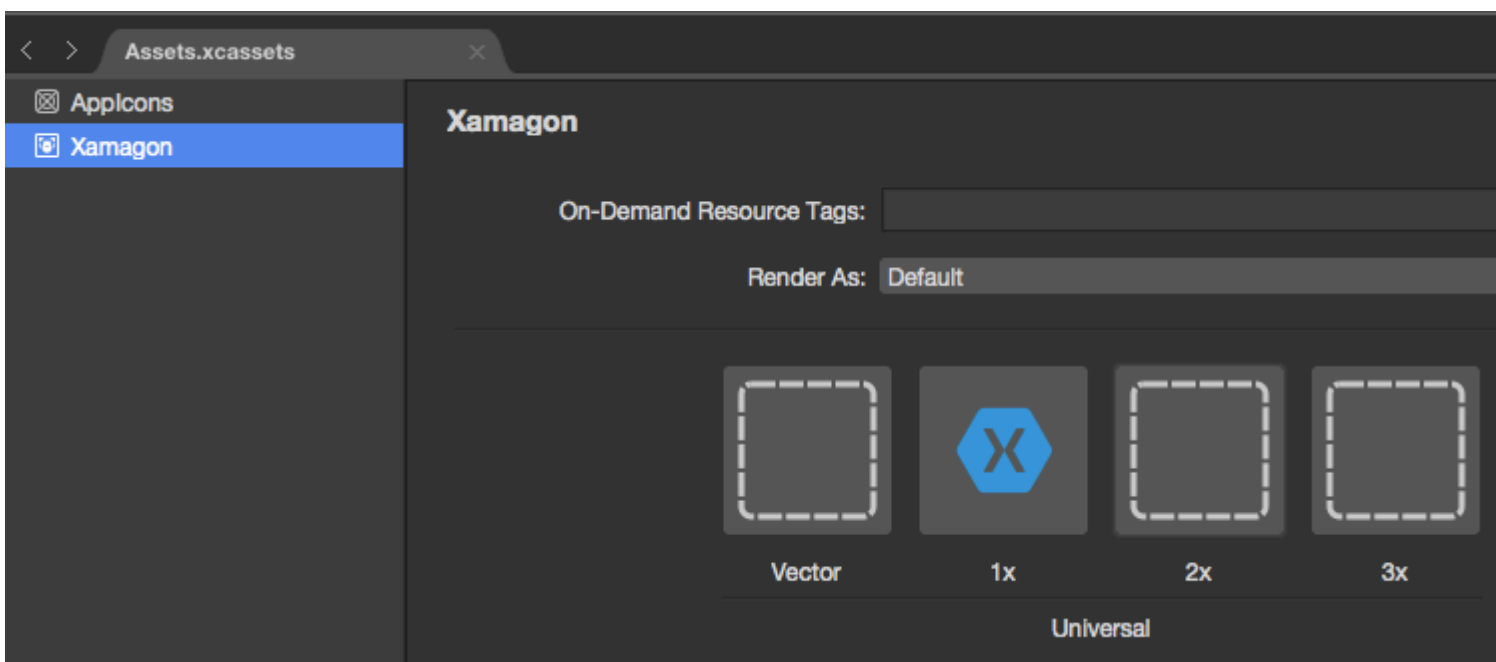 Assets.xcassets
AppIcons
Xamagon
Xamagon
On-Demand Resource Tags:
Render As: Default
X
Vector 1x 2x 3x
Universal